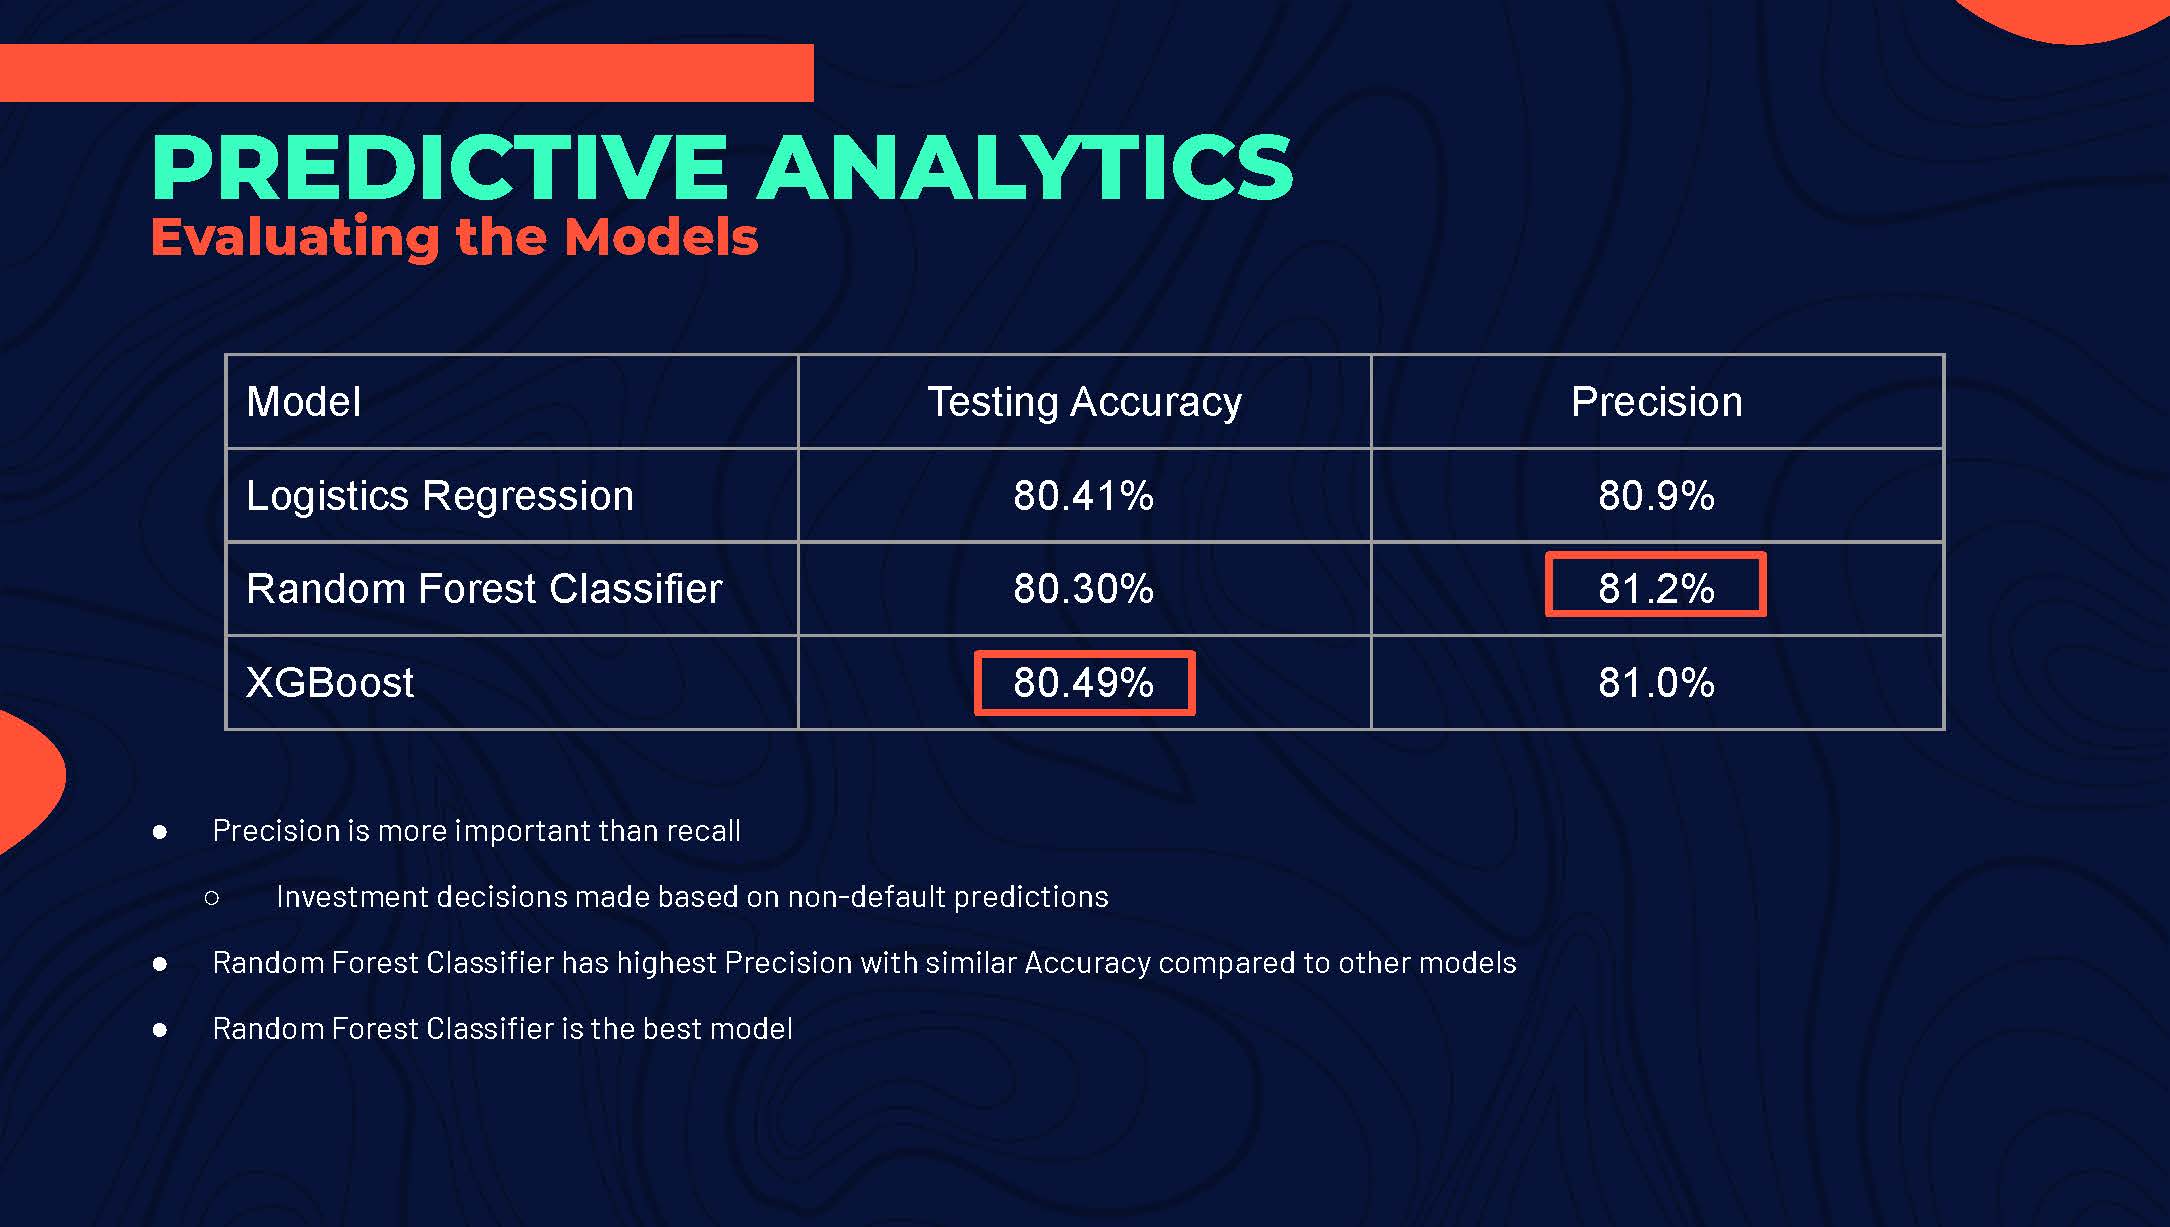 PREDICTIVE ANALYTICS
Evaluating the Models
Model Testing Accuracy Precision
Logistics Regression 80.41% 80.9%
Random Forest Classifier 80.30% 81.2%
XGBoost 80.49% 81.0%
● Precision is more important than recall
○ Investment decisions made based on non-default predictions
● Random Forest Classifier has highest Precision with similar Accuracy compared to other models
● Random Forest Classifier is the best model